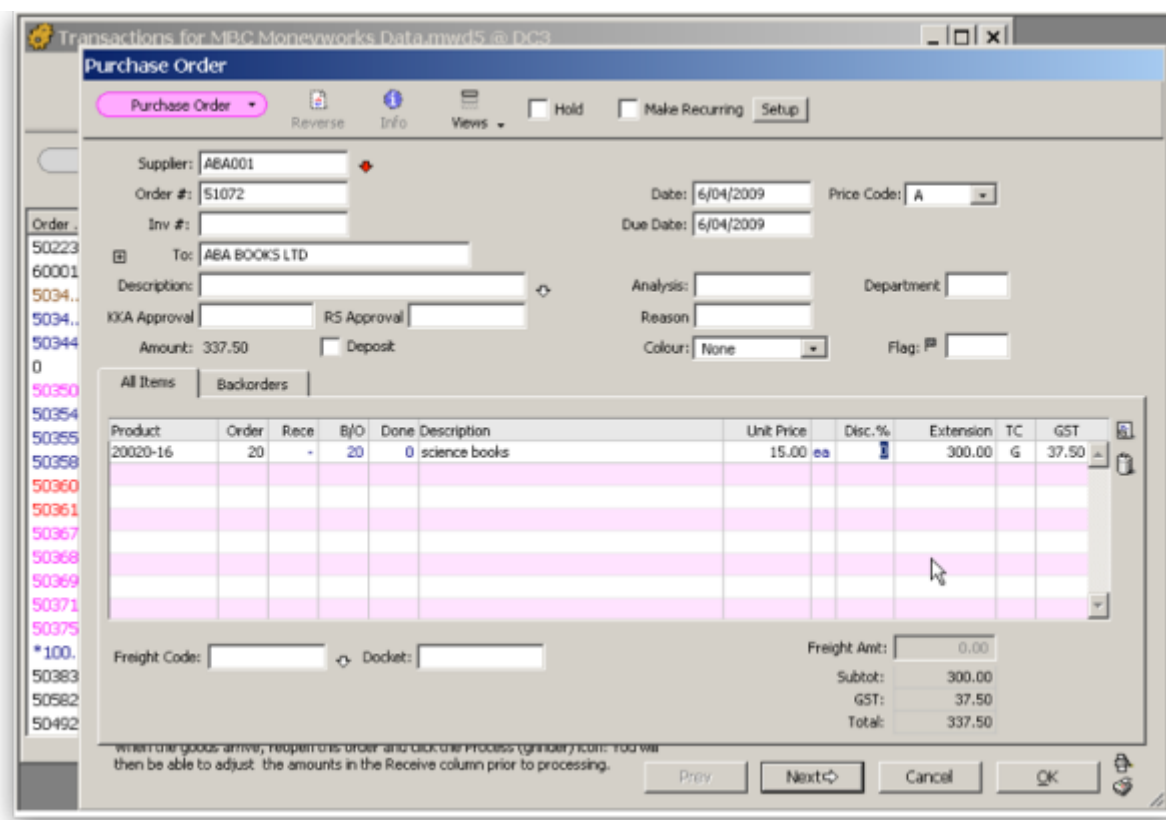 Transactions for MBC Moneyworks Data.mwd5 @ DC3
Purchase Order
Purchase Order
Reverse
Info
Views
Hold
Make Recurring
Setup
Supplier: ABA001
Order #: 51072
Date: 6/04/2009
Price Code: A
Inv #:
Due Date: 6/04/2009
To: ABA BOOKS LTD
Description:
Analysis:
Department
KKA Approval
RS Approval
Reason
Amount: 337.50
Deposit
Colour: None
Flag:
All Items
Backorders
Product Order Rece B/O Done Description Unit Price Disc.% Extension TC GST
20020-16 20 - 20 0 science books 15.00 ea 0 300.00 G 37.50
Freight Code:
Docket:
Freight Amt: 0.00
Subtot: 300.00
GST: 37.50
Total: 337.50
When the goods arrive, reopen this order and click the Process (grinder) icon. You will
then be able to adjust the amounts in the Receive column prior to processing.
Prev
Next
Cancel
OK
Order
50223
60001
5034..
5034..
50344
0
50350
50354
50355
50358
50360
50361
50367
50368
50369
50371
50375
*100.
50383
50582
50492